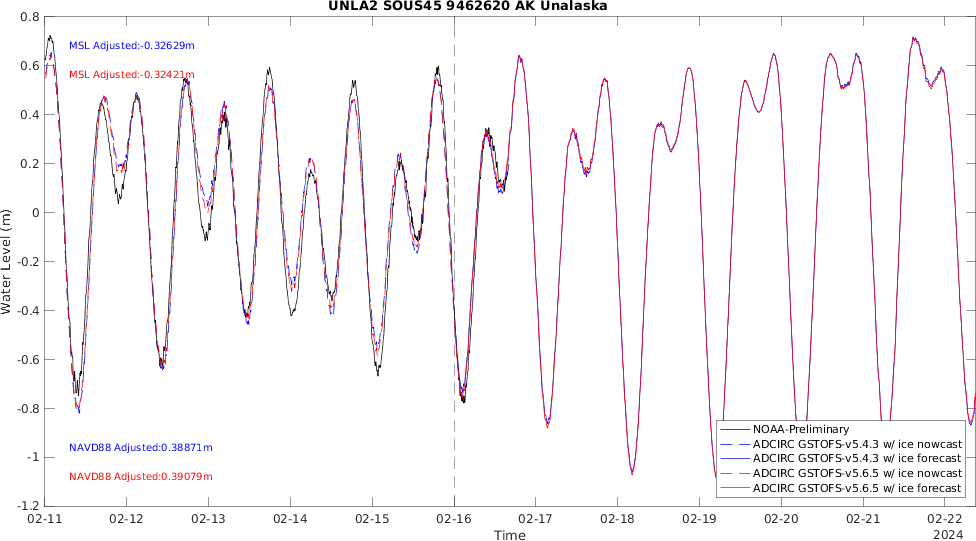 UNLA2 SOUS45 9462620 AK Unalaska
0.8
0.6
0.4
0.2
0
-0.2
-0.4
-0.6
-0.8
-1
-1.2
Water Level (m)
MSL Adjusted:-0.32629m
MSL Adjusted:-0.32421m
NAVD88 Adjusted:0.38871m
NAVD88 Adjusted:0.39079m
NOAA-Preliminary
ADCIRC GSTOFS-v5.4.3 w/ ice nowcast
ADCIRC GSTOFS-v5.4.3 w/ ice forecast
ADCIRC GSTOFS-v5.6.5 w/ ice nowcast
ADCIRC GSTOFS-v5.6.5 w/ ice forecast
02-11 02-12 02-13 02-14 02-15 02-16 02-17 02-18 02-19 02-20 02-21 02-22
2024
Time